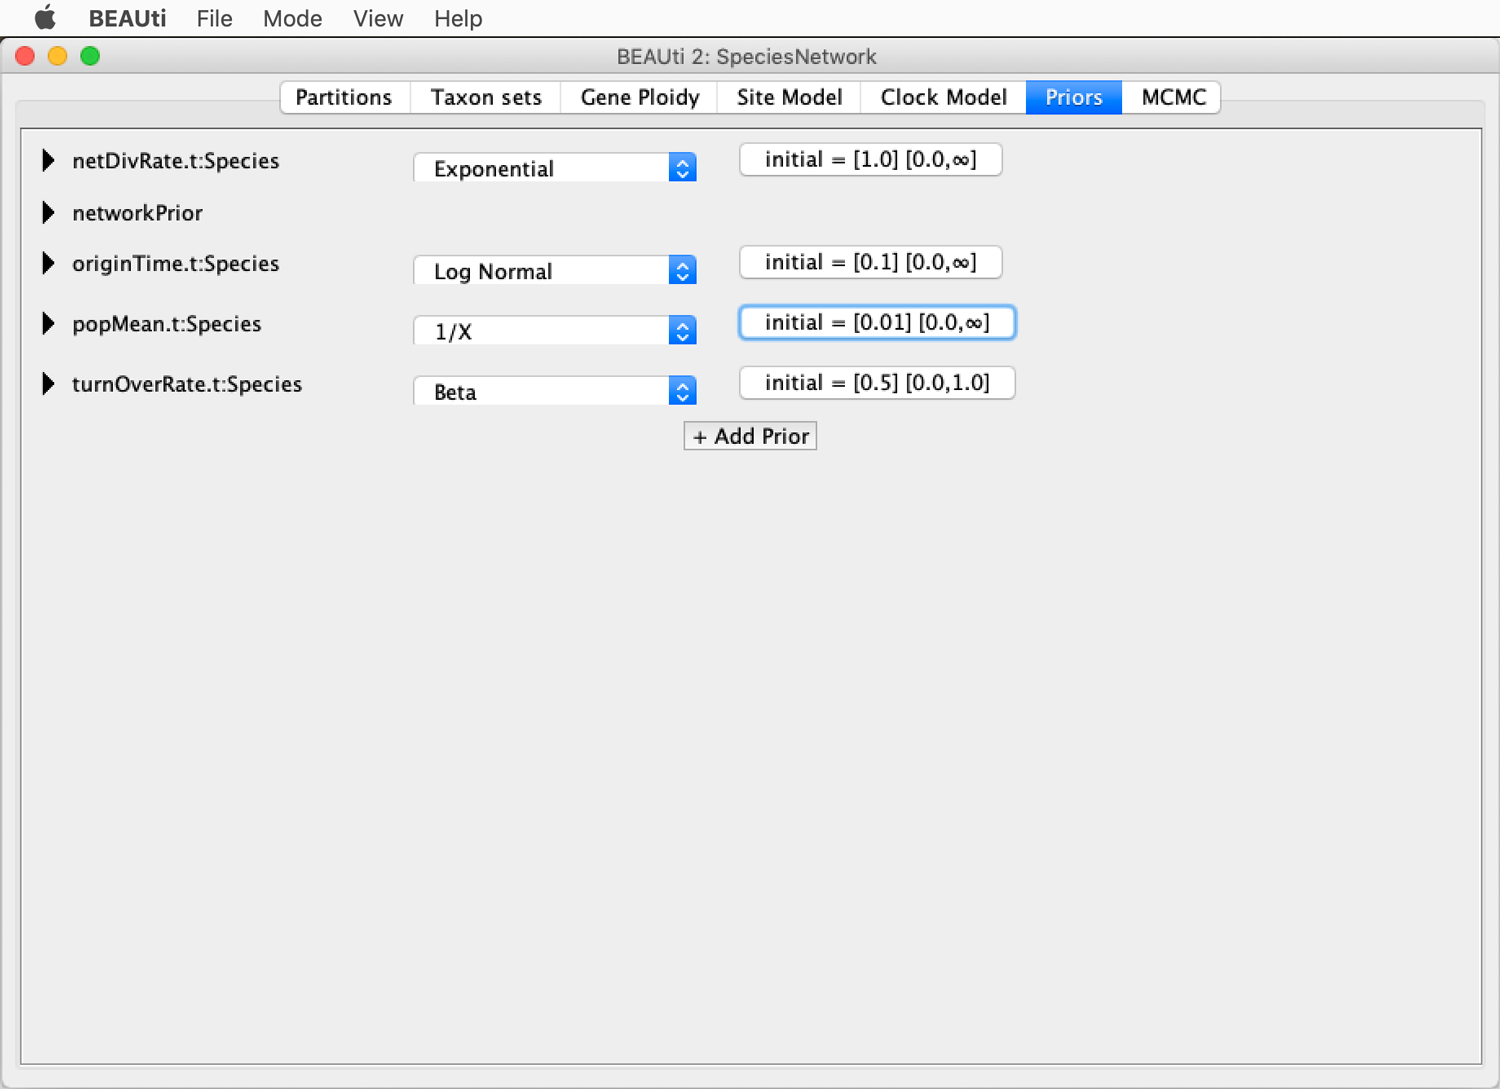 BEAUti File Mode View Help
BEAUti 2: SpeciesNetwork
Partitions Taxon sets Gene Ploidy Site Model Clock Model Priors MCMC
netDivRate.t:Species Exponential initial = [1.0] [0.0,∞]
networkPrior
originTime.t:Species Log Normal initial = [0.1] [0.0,∞]
popMean.t:Species 1/X initial = [0.01] [0.0,∞]
turnOverRate.t:Species Beta initial = [0.5] [0.0,1.0]
+ Add Prior